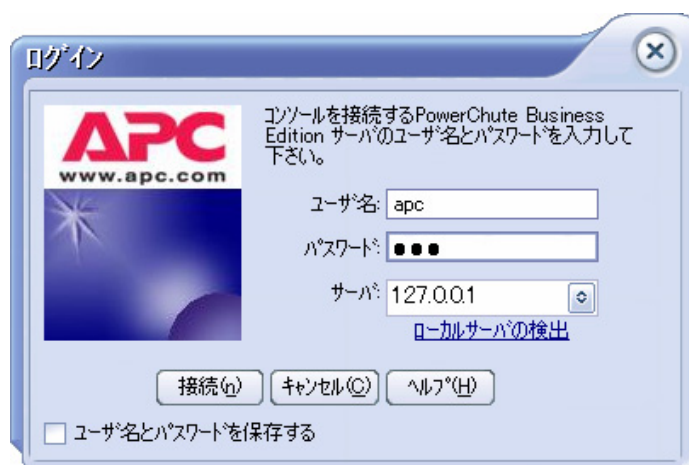 ログイン
APC
www.apc.com
コンソールを接続するPowerChute Business
Edition サーバのユーザ名とパスワードを入力して
下さい。
ユーザ名: apc
パスワード: ●●●
サーバ: 127.0.0.1
ローカルサーバの検出
接続(n) キャンセル(C) ヘルプ(H)
ユーザ名とパスワードを保存する